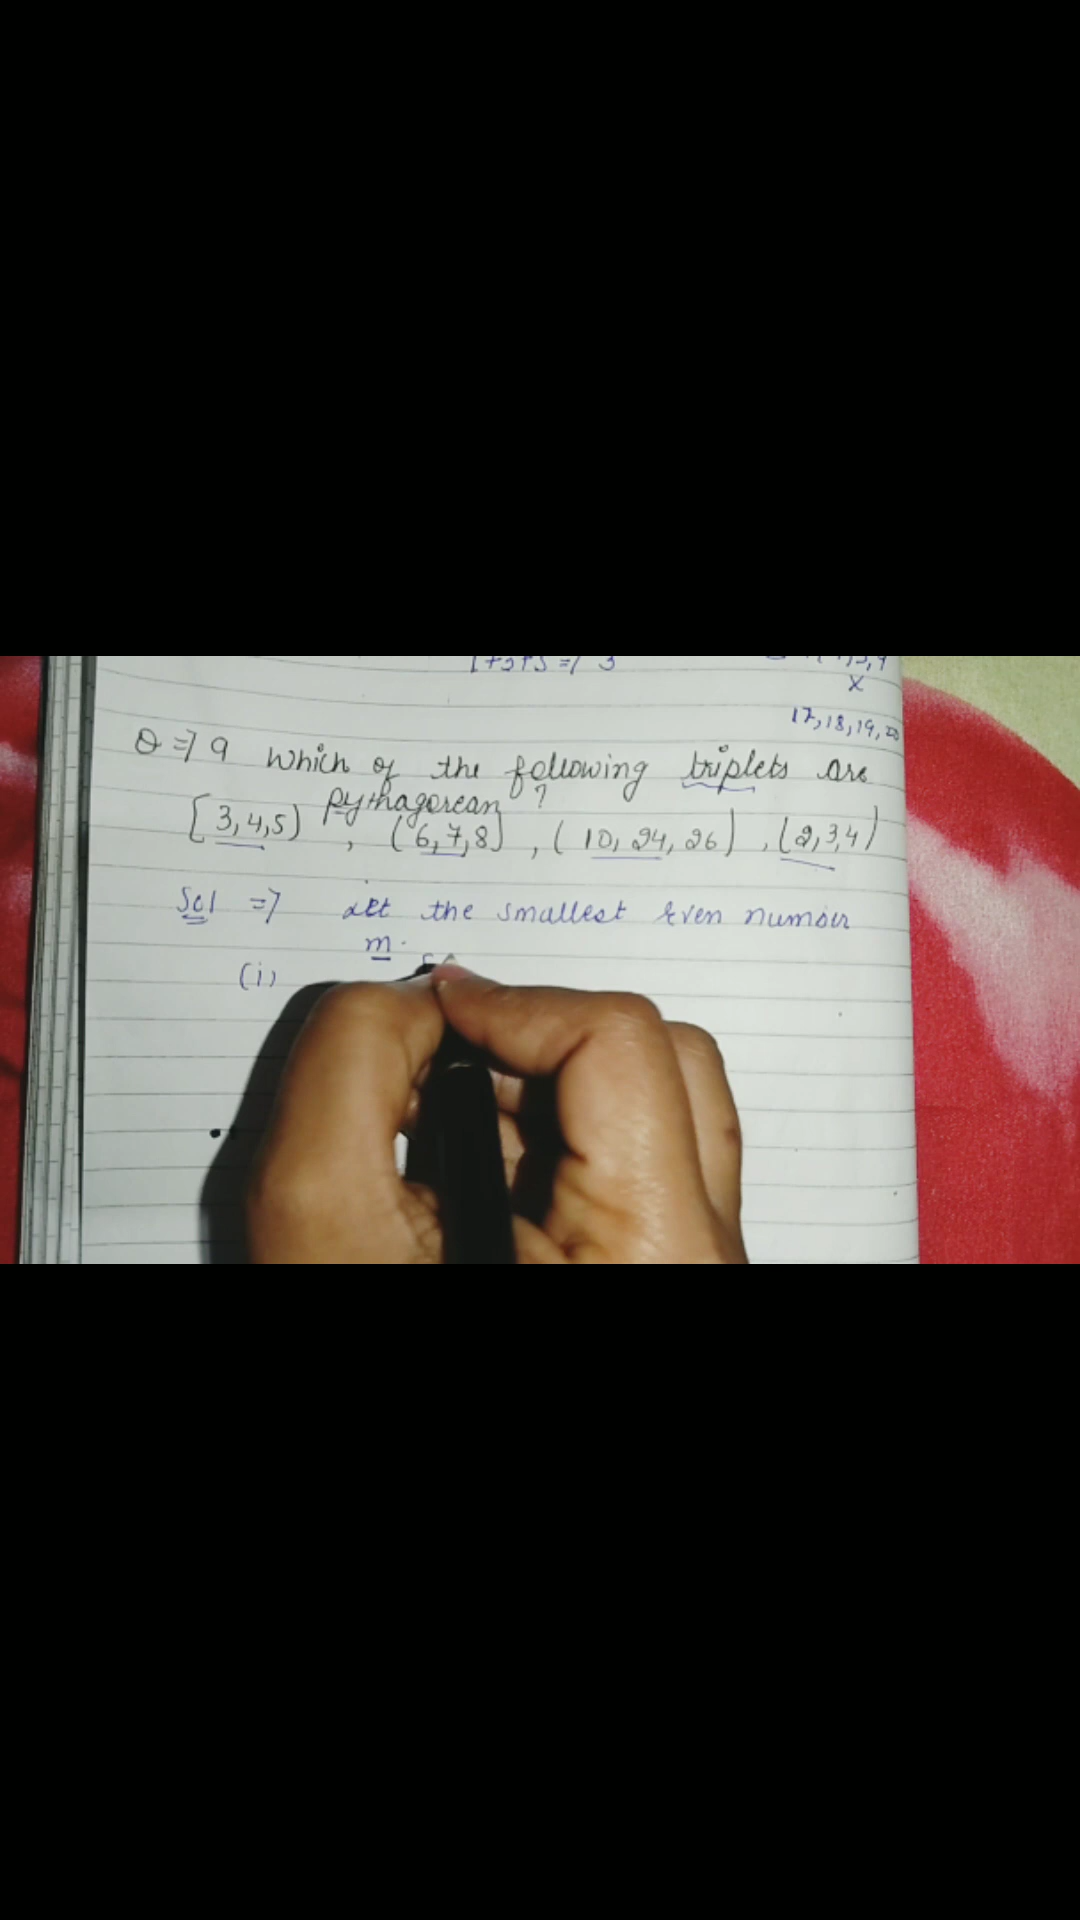 17, 18, 19, 20
Q => 9 Which of the following triplets are
pythagorean ?
[3,4,5) , (6,7,8] , ( 10, 24, 26 ) , (2,3,4)
Sol => Let the smallest even number
m.
(i)